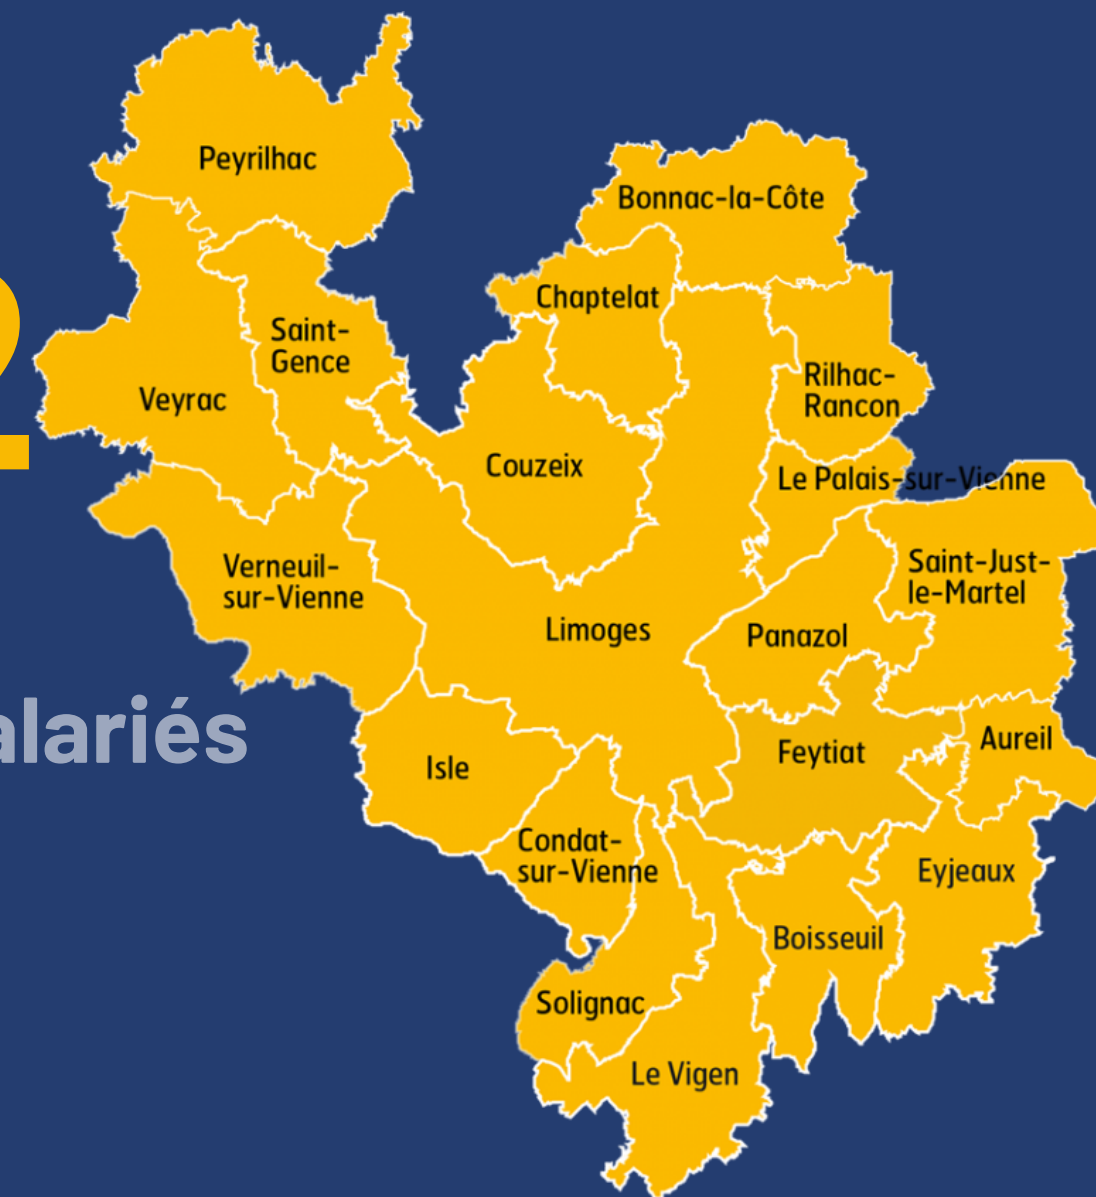 Peyrilhac
Bonnac-la-Côte
Chaptelat
Saint-
Gence
Veyrac
Rilhac-
Rancon
Couzeix
Le Palais-sur-Vienne
Verneuil-
sur-Vienne
Saint-Just-
le-Martel
Limoges
Panazol
alariés
Feytiat
Aureil
Isle
Condat-
sur-Vienne
Eyjeaux
Boisseuil
Solignac
Le Vigen